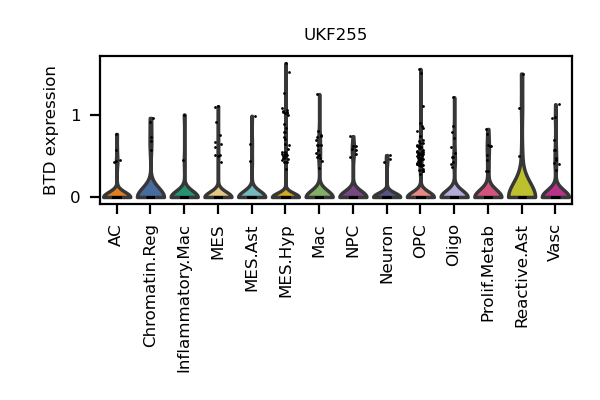 UKF255
BTD expression
1
0
AC
Chromatin.Reg
Inflammatory.Mac
MES
MES.Ast
MES.Hyp
Mac
NPC
Neuron
OPC
Oligo
Prolif.Metab
Reactive.Ast
Vasc